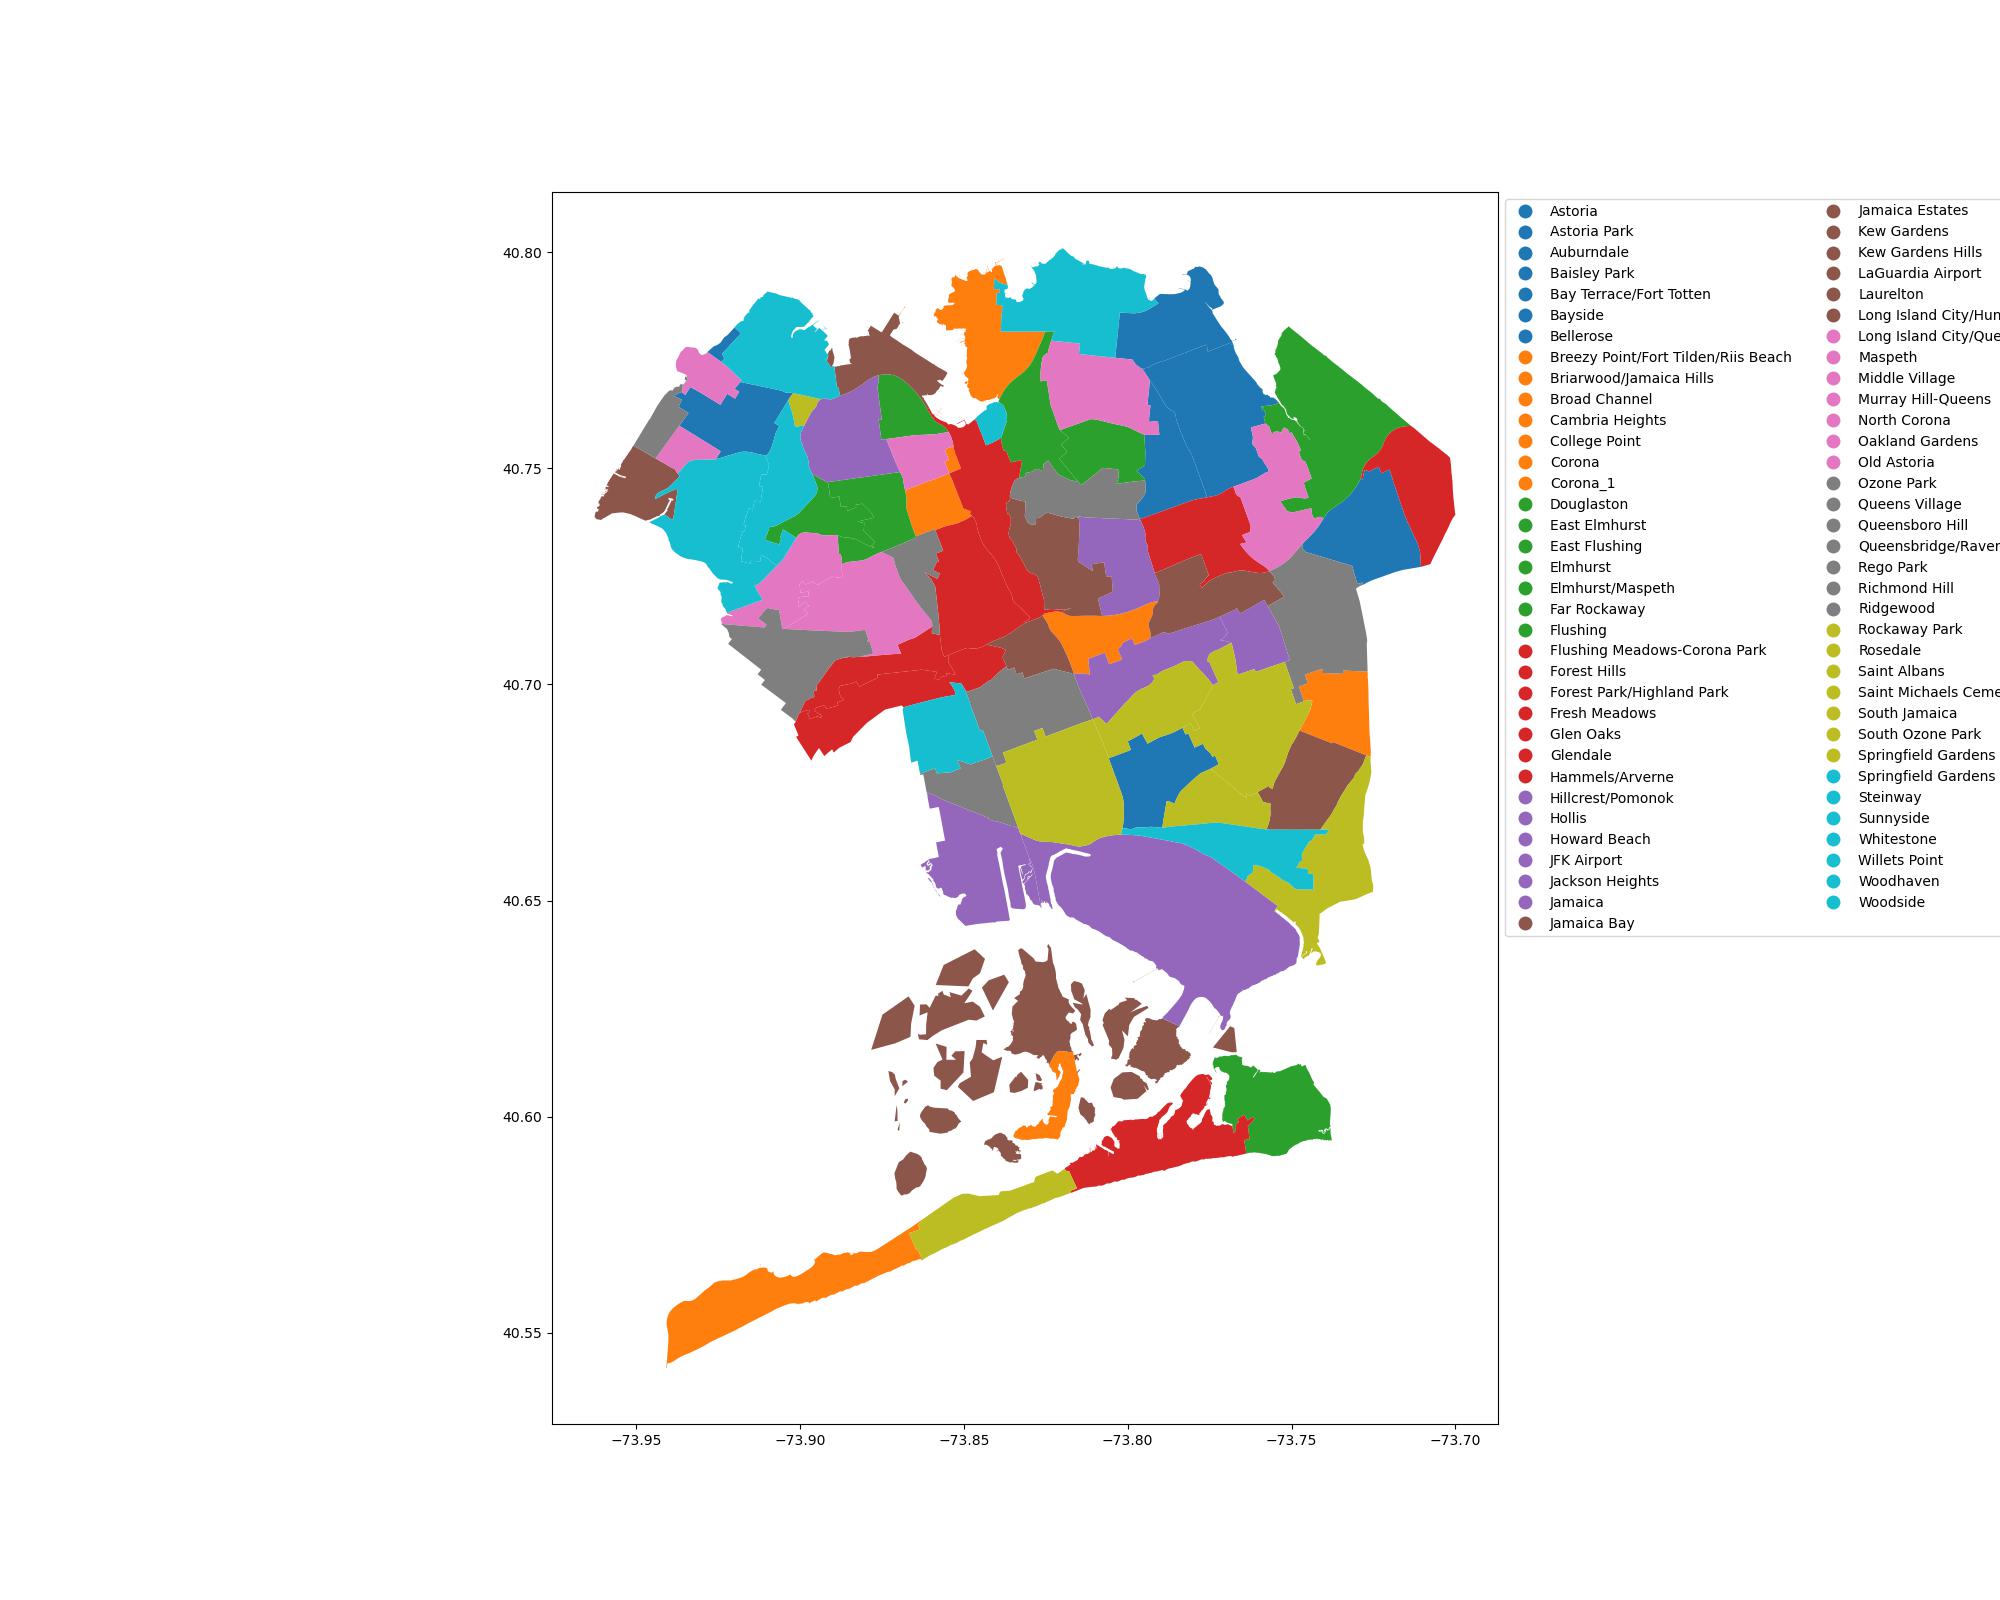 40.80
40.75
40.70
40.65
40.60
40.55
−73.95
−73.90
−73.85
−73.80
−73.75
−73.70
Astoria
Astoria Park
Auburndale
Baisley Park
Bay Terrace/Fort Totten
Bayside
Bellerose
Breezy Point/Fort Tilden/Riis Beach
Briarwood/Jamaica Hills
Broad Channel
Cambria Heights
College Point
Corona
Corona_1
Douglaston
East Elmhurst
East Flushing
Elmhurst
Elmhurst/Maspeth
Far Rockaway
Flushing
Flushing Meadows-Corona Park
Forest Hills
Forest Park/Highland Park
Fresh Meadows
Glen Oaks
Glendale
Hammels/Arverne
Hillcrest/Pomonok
Hollis
Howard Beach
JFK Airport
Jackson Heights
Jamaica
Jamaica Bay
Jamaica Estates
Kew Gardens
Kew Gardens Hills
LaGuardia Airport
Laurelton
Long Island City/Hun
Long Island City/Que
Maspeth
Middle Village
Murray Hill-Queens
North Corona
Oakland Gardens
Old Astoria
Ozone Park
Queens Village
Queensboro Hill
Queensbridge/Raven
Rego Park
Richmond Hill
Ridgewood
Rockaway Park
Rosedale
Saint Albans
Saint Michaels Ceme
South Jamaica
South Ozone Park
Springfield Gardens
Springfield Gardens
Steinway
Sunnyside
Whitestone
Willets Point
Woodhaven
Woodside